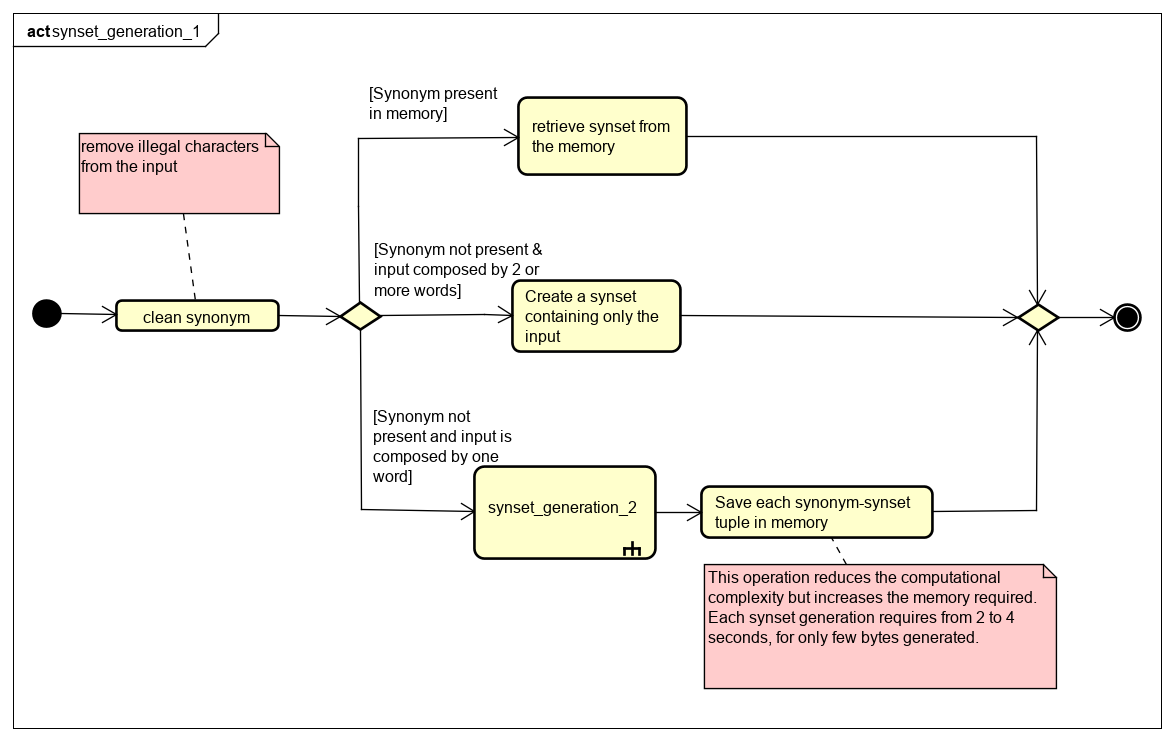 act synset_generation_1
[Synonym present
in memory]
retrieve synset from
the memory
remove illegal characters
from the input
[Synonym not present &
input composed by 2 or
more words]
Create a synset
containing only the
input
clean synonym
[Synonym not
present and input is
composed by one
word]
synset_generation_2
Save each synonym-synset
tuple in memory
This operation reduces the computational
complexity but increases the memory required.
Each synset generation requires from 2 to 4
seconds, for only few bytes generated.